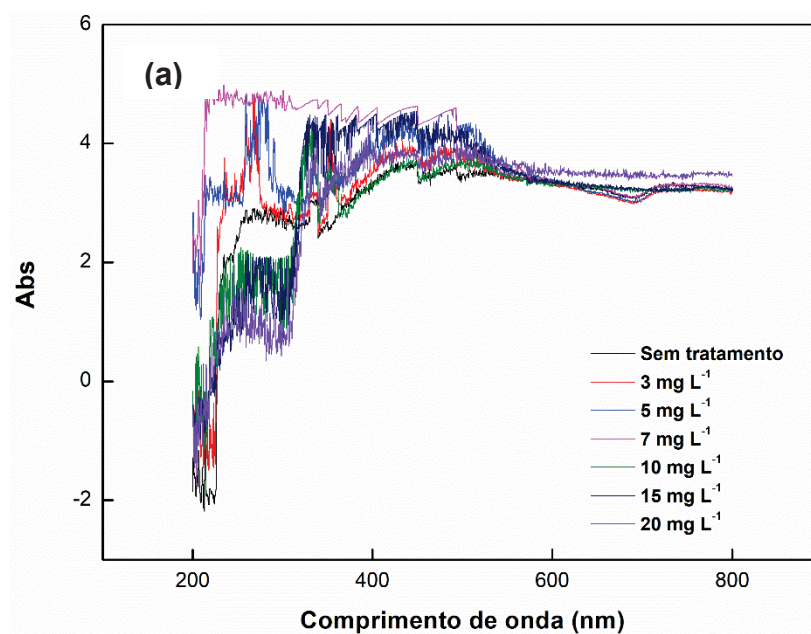 (a)
Abs
6
4
2
0
-2
Sem tratamento
3 mg L⁻¹
5 mg L⁻¹
7 mg L⁻¹
10 mg L⁻¹
15 mg L⁻¹
20 mg L⁻¹
200 400 600 800
Comprimento de onda (nm)